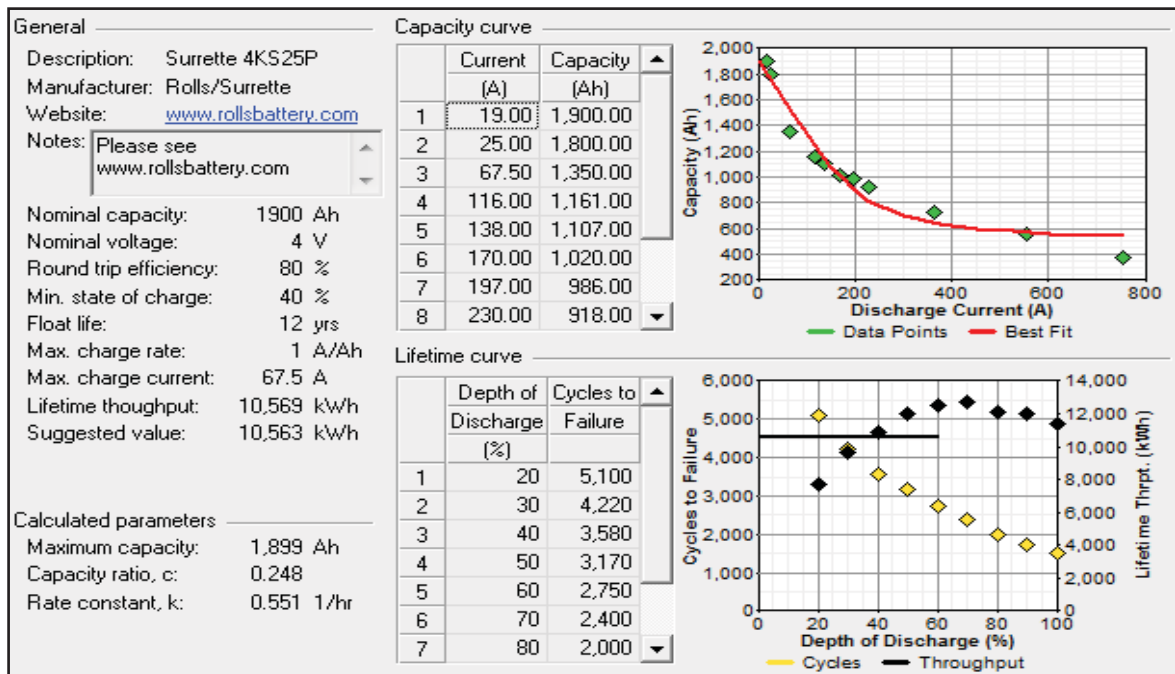 General
Description: Surrette 4KS25P
Manufacturer: Rolls/Surrette
Website: www.rollsbattery.com
Notes: Please see
www.rollsbattery.com
Nominal capacity: 1900 Ah
Nominal voltage: 4 V
Round trip efficiency: 80 %
Min. state of charge: 40 %
Float life: 12 yrs
Max. charge rate: 1 A/Ah
Max. charge current: 67.5 A
Lifetime thoughput: 10,569 kWh
Suggested value: 10,563 kWh
Calculated parameters
Maximum capacity: 1,899 Ah
Capacity ratio, c: 0.248
Rate constant, k: 0.551 1/hr
Capacity curve
Current Capacity
(A) (Ah)
1 19.00 1,900.00
2 25.00 1,800.00
3 67.50 1,350.00
4 116.00 1,161.00
5 138.00 1,107.00
6 170.00 1,020.00
7 197.00 986.00
8 230.00 918.00
Capacity (Ah)
2,000
1,800
1,600
1,400
1,200
1,000
800
600
400
200
0 200 400 600 800
Discharge Current (A)
Data Points Best Fit
Lifetime curve
Depth of Cycles to
Discharge Failure
(%)
1 20 5,100
2 30 4,220
3 40 3,580
4 50 3,170
5 60 2,750
6 70 2,400
7 80 2,000
Cycles to Failure
6,000
5,000
4,000
3,000
2,000
1,000
0
0 20 40 60 80 100
Depth of Discharge (%)
14,000
12,000
10,000
8,000
6,000
4,000
2,000
0
Lifetime Thrpt. (kWh)
Cycles Throughput